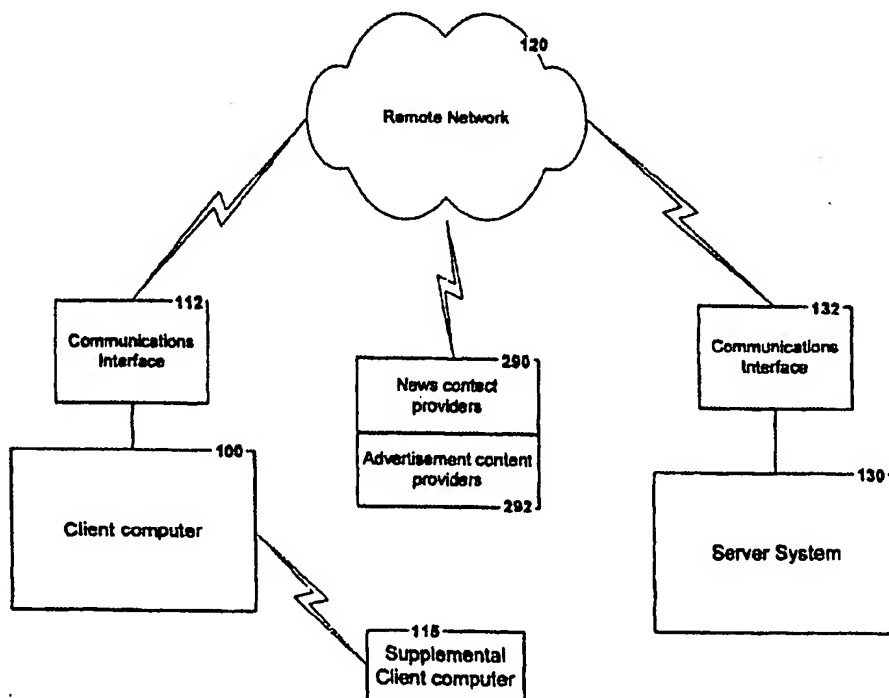 120
Remote Network
112
Communications
Interface
290
News contact
providers
Advertisement content
providers
292
132
Communications
Interface
100
Client computer
130
Server System
115
Supplemental
Client computer